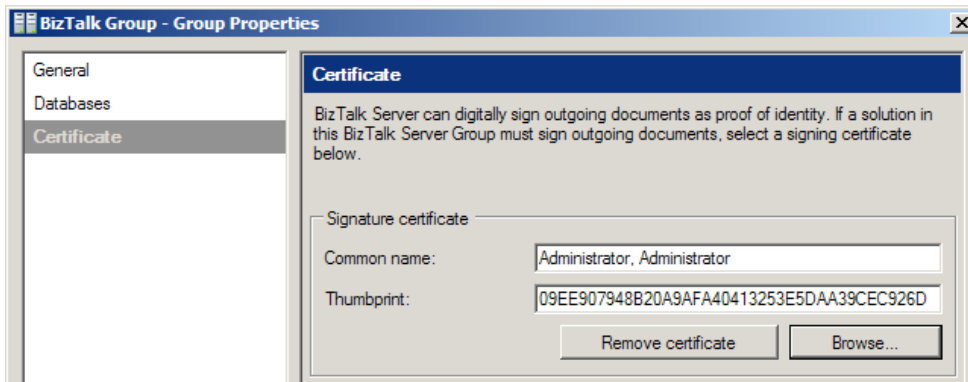 BizTalk Group - Group Properties
General
Databases
Certificate
Certificate
BizTalk Server can digitally sign outgoing documents as proof of identity. If a solution in
this BizTalk Server Group must sign outgoing documents, select a signing certificate
below.
Signature certificate
Common name:
Administrator, Administrator
Thumbprint:
09EE907948B20A9AFA40413253E5DAA39CEC926D
Remove certificate
Browse...